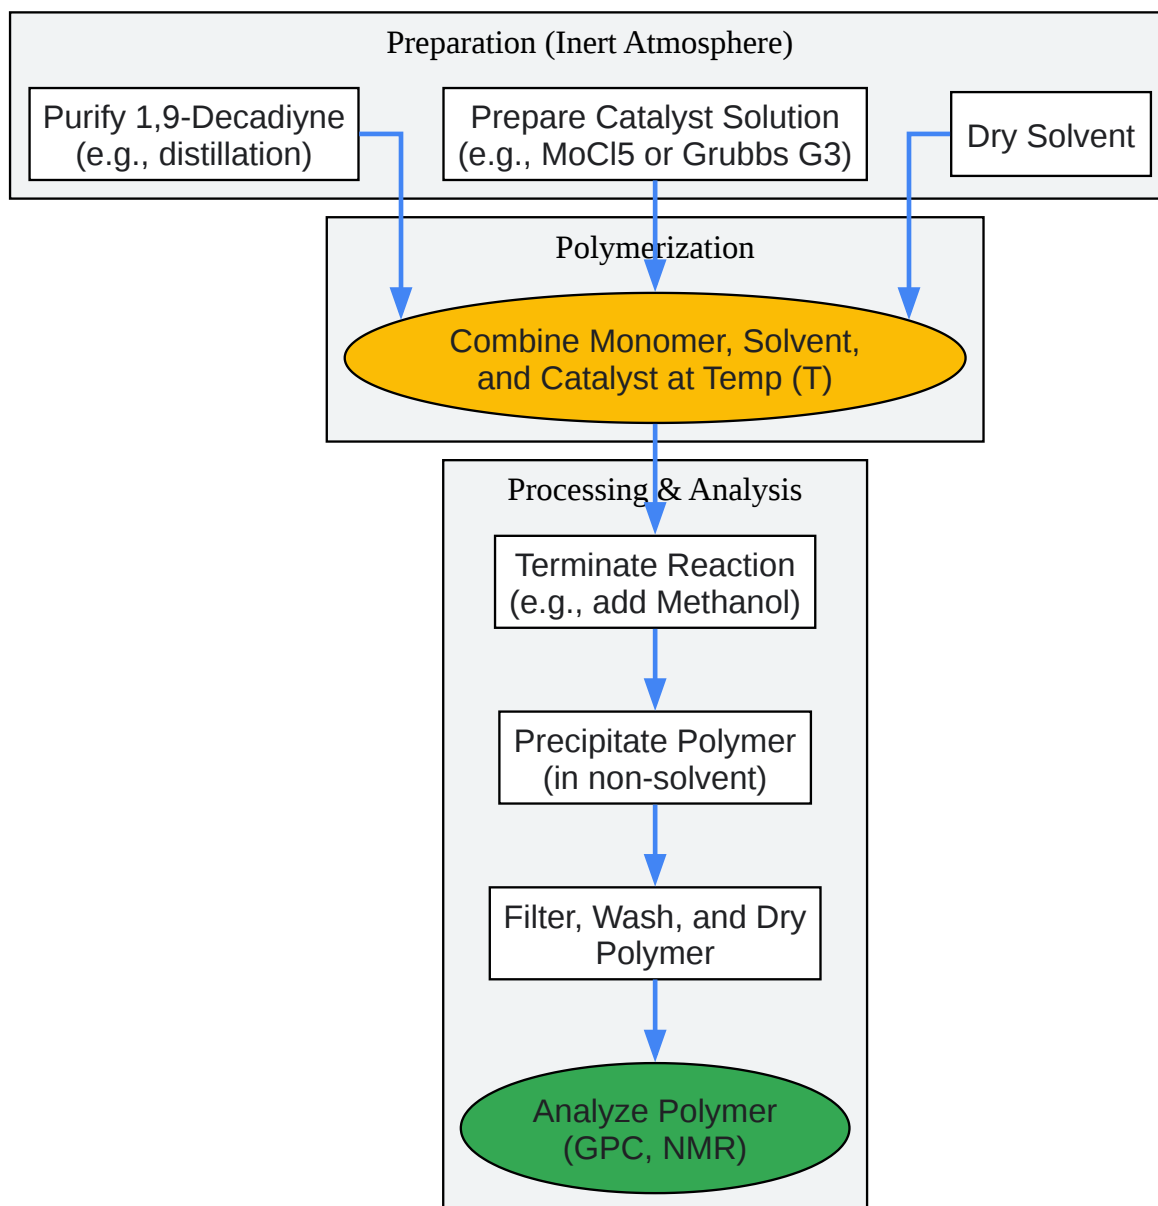 Preparation (Inert Atmosphere)
Purify 1,9-Decadiyne
(e.g., distillation)
Prepare Catalyst Solution
(e.g., MoCl5 or Grubbs G3)
Dry Solvent
Polymerization
Combine Monomer, Solvent,
and Catalyst at Temp (T)
Processing & Analysis
Terminate Reaction
(e.g., add Methanol)
Precipitate Polymer
(in non-solvent)
Filter, Wash, and Dry
Polymer
Analyze Polymer
(GPC, NMR)